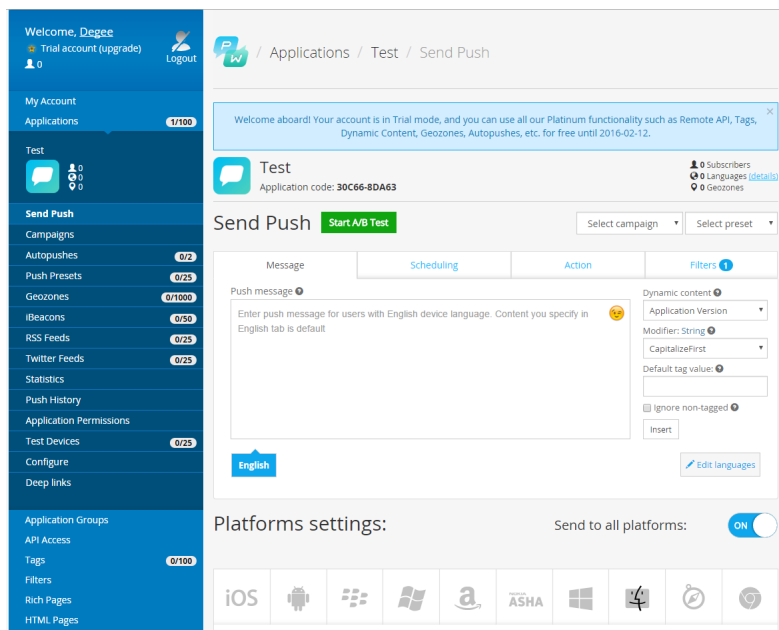 Welcome, Degee
Trial account (upgrade)
0
Logout
My Account
Applications 1/100
Test
0
0
0
Send Push
Campaigns
Autopushes 0/2
Push Presets 0/25
Geozones 0/1000
iBeacons 0/50
RSS Feeds 0/25
Twitter Feeds 0/25
Statistics
Push History
Application Permissions
Test Devices 0/25
Configure
Deep links
Application Groups
API Access
Tags 0/100
Filters
Rich Pages
HTML Pages
P W / Applications / Test / Send Push
Welcome aboard! Your account is in Trial mode, and you can use all our Platinum functionality such as Remote API, Tags,
Dynamic Content, Geozones, Autopushes, etc. for free until 2016-02-12.
×
Test
Application code: 30C66-8DA63
0 Subscribers
0 Languages (details)
0 Geozones
Send Push Start A/B Test Select campaign Select preset
Message Scheduling Action Filters 1
Push message ?
Enter push message for users with English device language. Content you specify in
English tab is default
Dynamic content ?
Application Version
Modifier: String ?
CapitalizeFirst
Default tag value: ?
Ignore non-tagged ?
Insert
English
Edit languages
Platforms settings: Send to all platforms: ON
iOS a ASHA